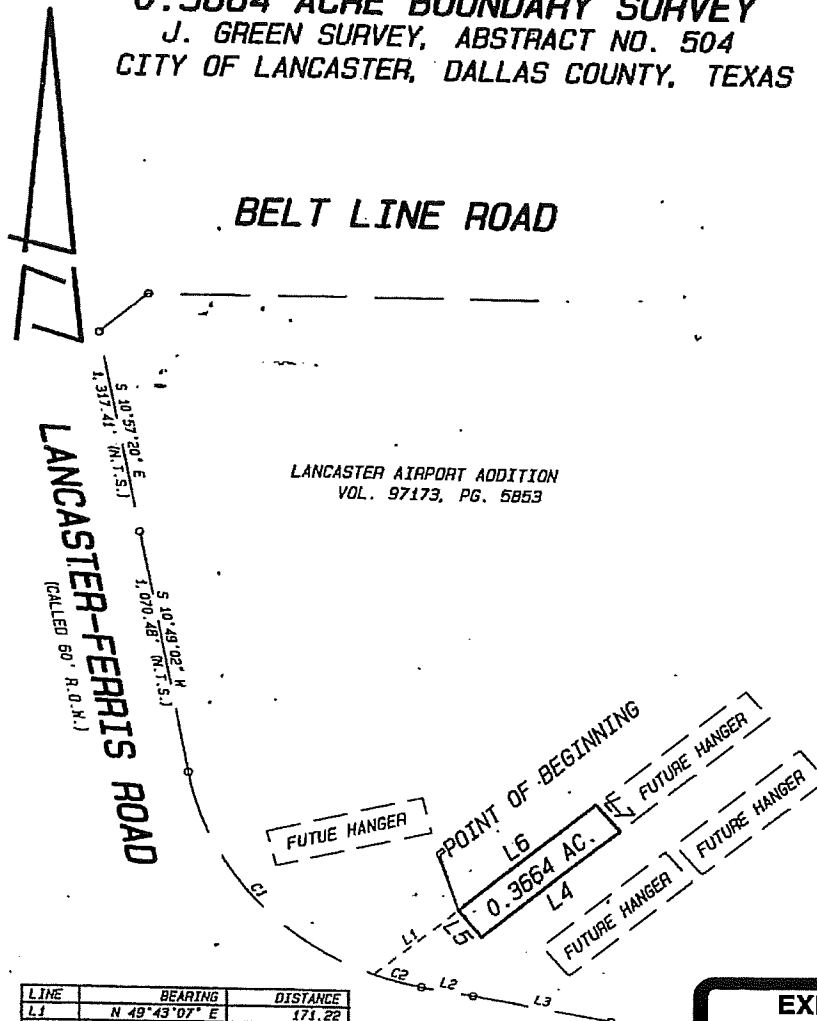 0.3664 ACRE BOUNDARY SURVEY
J. GREEN SURVEY, ABSTRACT NO. 504
CITY OF LANCASTER, DALLAS COUNTY, TEXAS
BELT LINE ROAD
S 10°57'20" E
1,317.41' (N.T.S.)
LANCASTER AIRPORT ADDITION
VOL. 97173, PG. 5853
LANCASTER-FERRIS ROAD
(CALLED 60' R.O.W.)
S 10°49'02" W
1,070.48' (N.T.S.)
POINT OF BEGINNING
FUTURE HANGER
FUTURE HANGER
FUTUE HANGER
L6
L7
0.3664 AC.
L4
FUTURE HANGER
C1
L1
L5
C2
L2
L3
LINE BEARING DISTANCE
L1 N 49°43'07" E 171.22